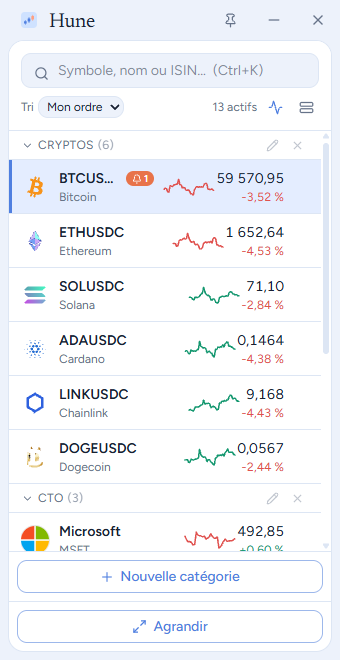 Hune
Symbole, nom ou ISIN... (Ctrl+K)
Tri Mon ordre 13 actifs
CRYPTOS (6)
BTCUS... 1 59 570,95
Bitcoin -3,52 %
ETHUSDC 1 652,64
Ethereum -4,53 %
SOLUSDC 71,10
Solana -2,84 %
ADAUSDC 0,1464
Cardano -4,38 %
LINKUSDC 9,168
Chainlink -4,43 %
DOGEUSDC 0,0567
Dogecoin -2,44 %
CTO (3)
Microsoft 492,85
MSFT +0,60 %
Nouvelle catégorie
Agrandir